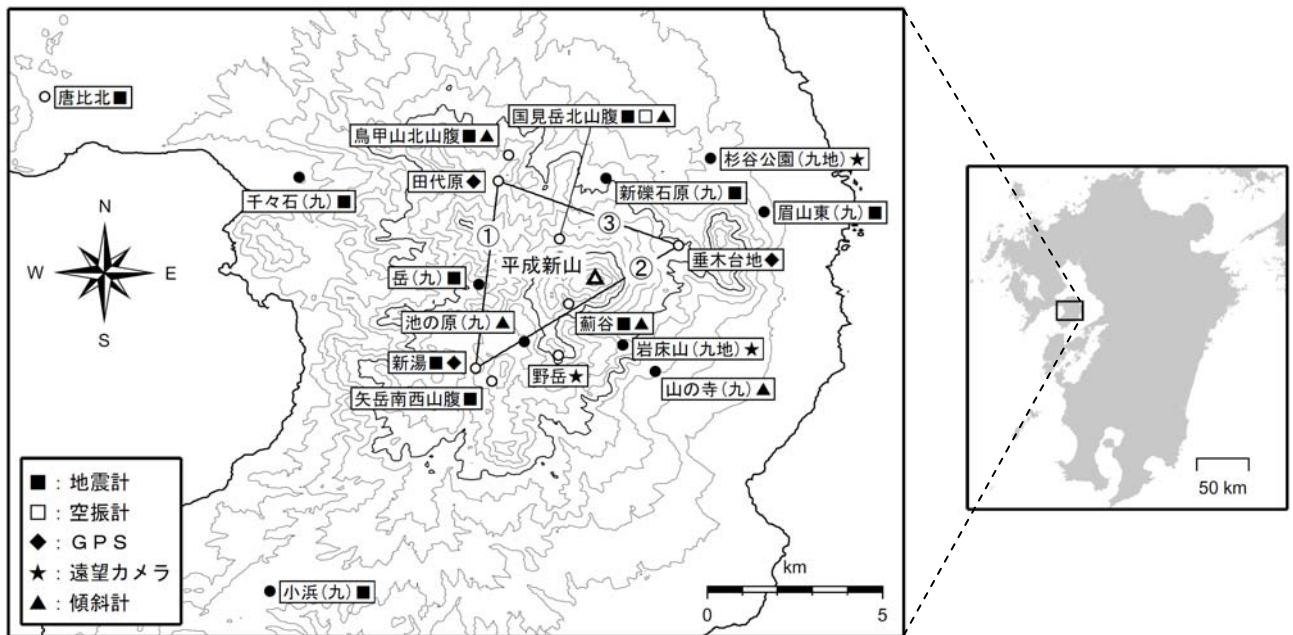 唐比北■
国見岳北山腹■□▲
鳥甲山北山腹■▲
杉谷公園(九地)★
田代原◆
新礫石原(九)■
千々石(九)■
眉山東(九)■
N
W
E
S
①
③
②
垂木台地◆
平成新山
岳(九)■
池の原(九)▲
薊谷■▲
岩床山(九地)★
新湯■◆
野岳★
山の寺(九)▲
矢岳南西山腹■
■:地震計
□:空振計
◆:GPS
★:遠望カメラ
▲:傾斜計
小浜(九)■
km
0 5
50 km